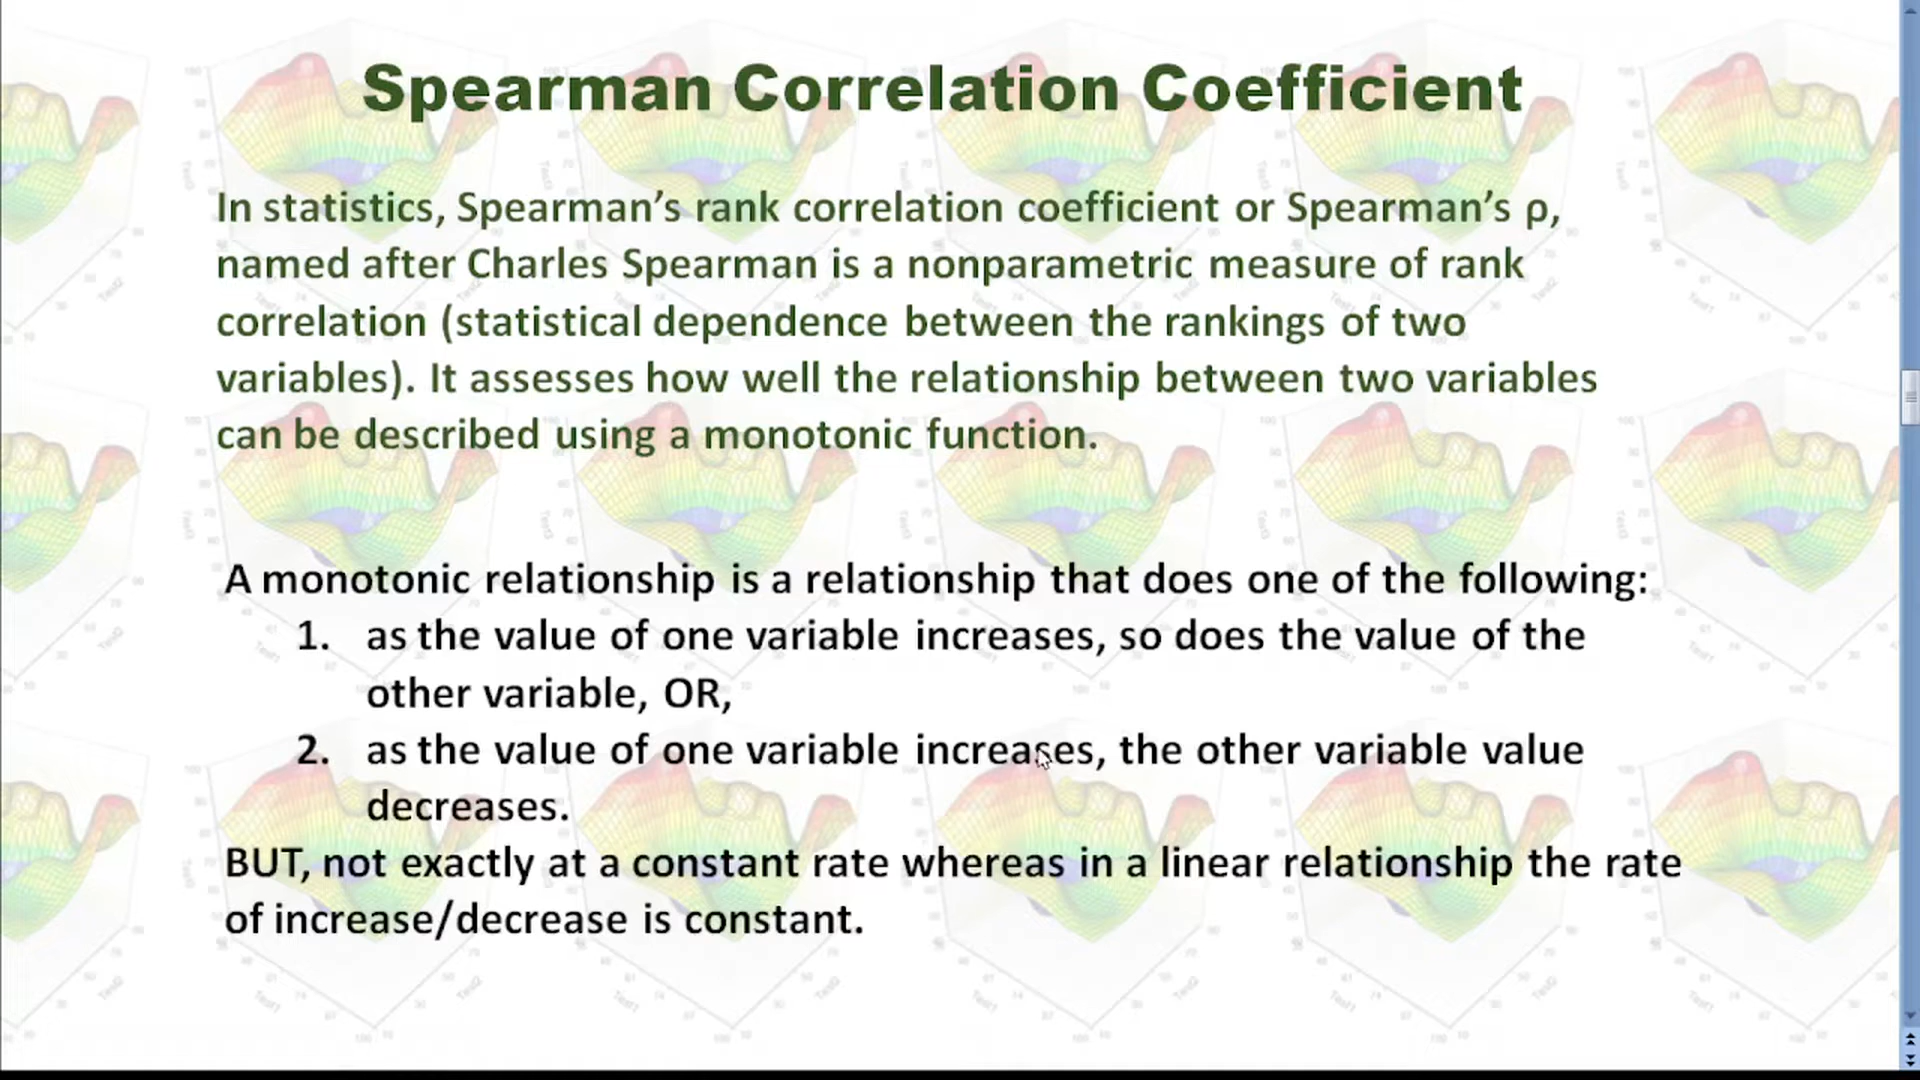 Spearman Correlation Coefficient
In statistics, Spearman’s rank correlation coefficient or Spearman’s ρ,
named after Charles Spearman is a nonparametric measure of rank
correlation (statistical dependence between the rankings of two
variables). It assesses how well the relationship between two variables
can be described using a monotonic function.
A monotonic relationship is a relationship that does one of the following:
1. as the value of one variable increases, so does the value of the
other variable, OR,
2. as the value of one variable increases, the other variable value
decreases.
BUT, not exactly at a constant rate whereas in a linear relationship the rate
of increase/decrease is constant.